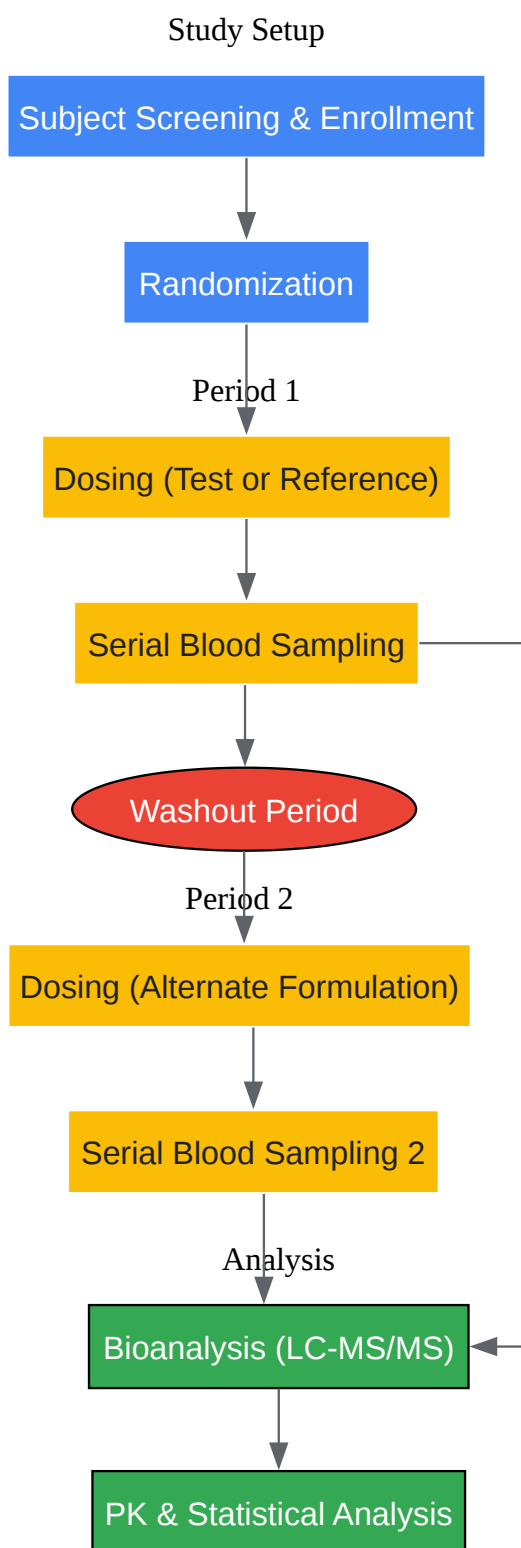 Study Setup
Subject Screening & Enrollment
Randomization
Period 1
Dosing (Test or Reference)
Serial Blood Sampling
Washout Period
Period 2
Dosing (Alternate Formulation)
Serial Blood Sampling 2
Analysis
Bioanalysis (LC-MS/MS)
PK & Statistical Analysis